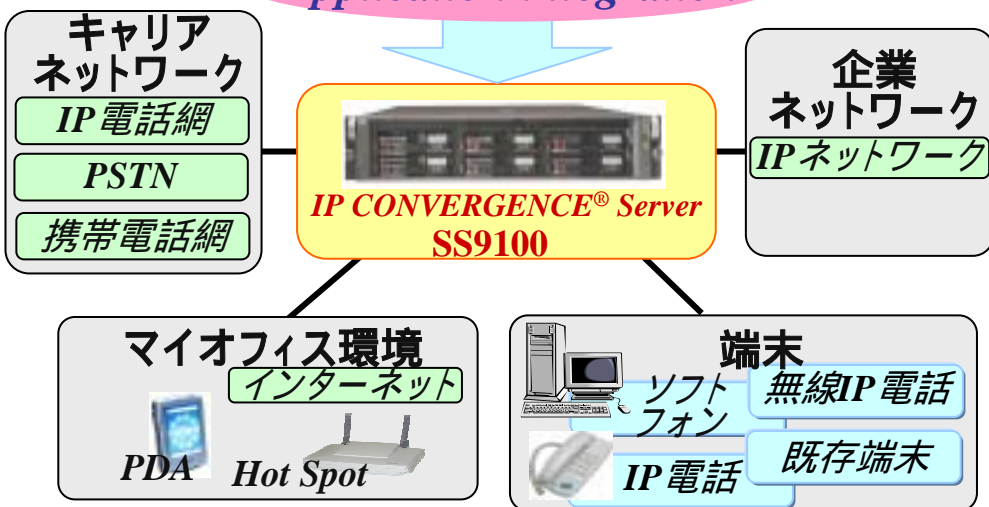 キャリア
ネットワーク
IP電話網
PSTN
携帯電話網
IP CONVERGENCE® Server
SS9100
企業
ネットワーク
IPネットワーク
マイオフィス環境
インターネット
PDA
Hot Spot
端末
ソフト
フォン
無線IP電話
IP電話
既存端末